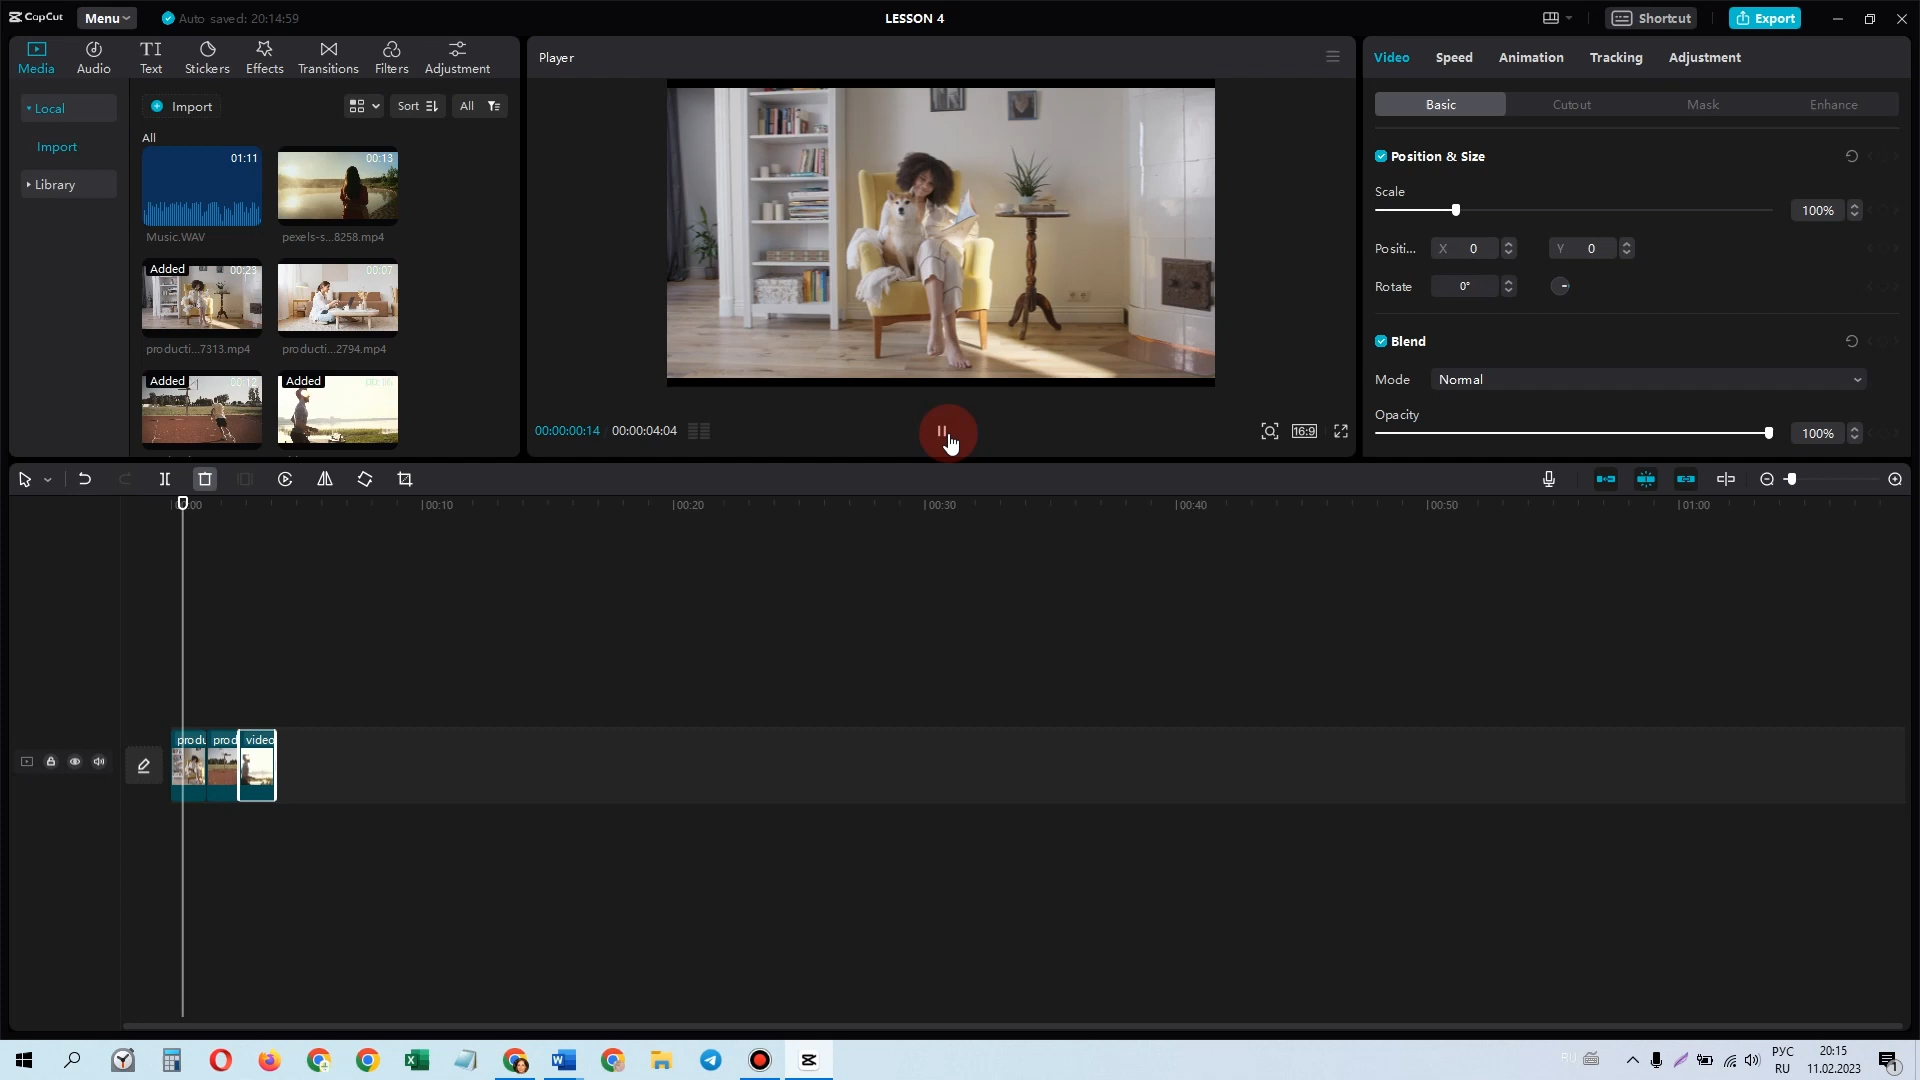 CapCut
Menu
Auto saved: 20:14:59
LESSON 4
Shortcut
Export
Media
Audio
TI
Text
Stickers
Effects
Transitions
Filters
Adjustment
Local
Import
Library
Import
Sort
All
All
01:11
Music.WAV
00:13
pexels-s...8258.mp4
Added
00:23
producti...7313.mp4
00:07
producti...2794.mp4
Added
00:12
Added
Player
00:00:00:14
00:00:04:04
16:9
Video
Speed
Animation
Tracking
Adjustment
Basic
Cutout
Mask
Enhance
Position & Size
Scale
100%
Positi...
X 0
Y 0
Rotate
0°
Blend
Mode
Normal
Opacity
100%
00:10
00:20
00:30
00:40
00:50
01:00
produ
prod
video
RU
РУС
RU
20:15
11.02.2023
1